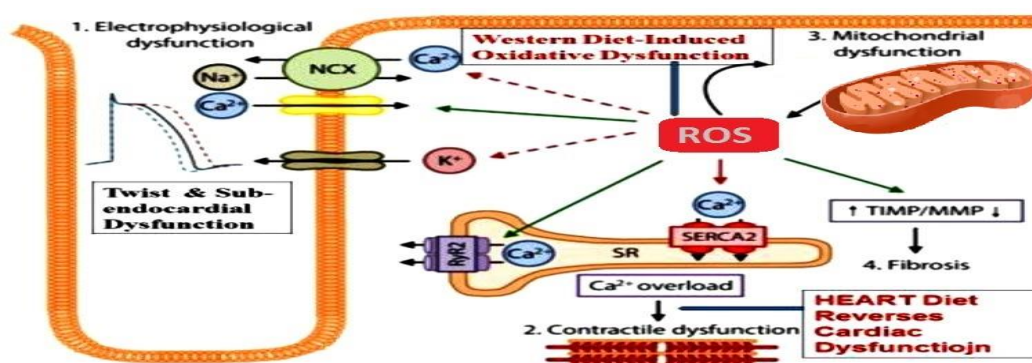 1. Electrophysiological
dysfunction
Na⁺
Ca²⁺
NCX
Ca²⁺
Western Diet-Induced
Oxidative Dysfunction
3. Mitochondrial
dysfunction
ROS
K⁺
Twist & Sub-
endocardial
Dysfunction
RyR2
Ca²⁺
SR
Ca²⁺
SERCA2
Ca²⁺ overload
2. Contractile dysfunction
↑ TIMP/MMP ↓
4. Fibrosis
HEART Diet
Reverses
Cardiac
Dysfunctiojn